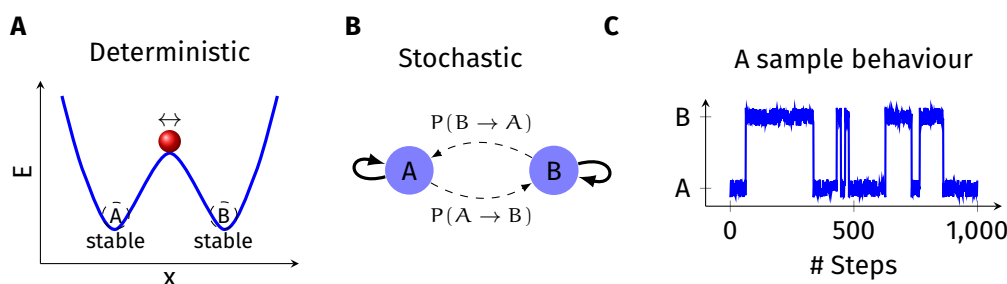 A
Deterministic
E
↔
A
stable
B
stable
x
B
Stochastic
P(B → A)
A
B
P(A → B)
C
A sample behaviour
B
A
0
500
1,000
# Steps